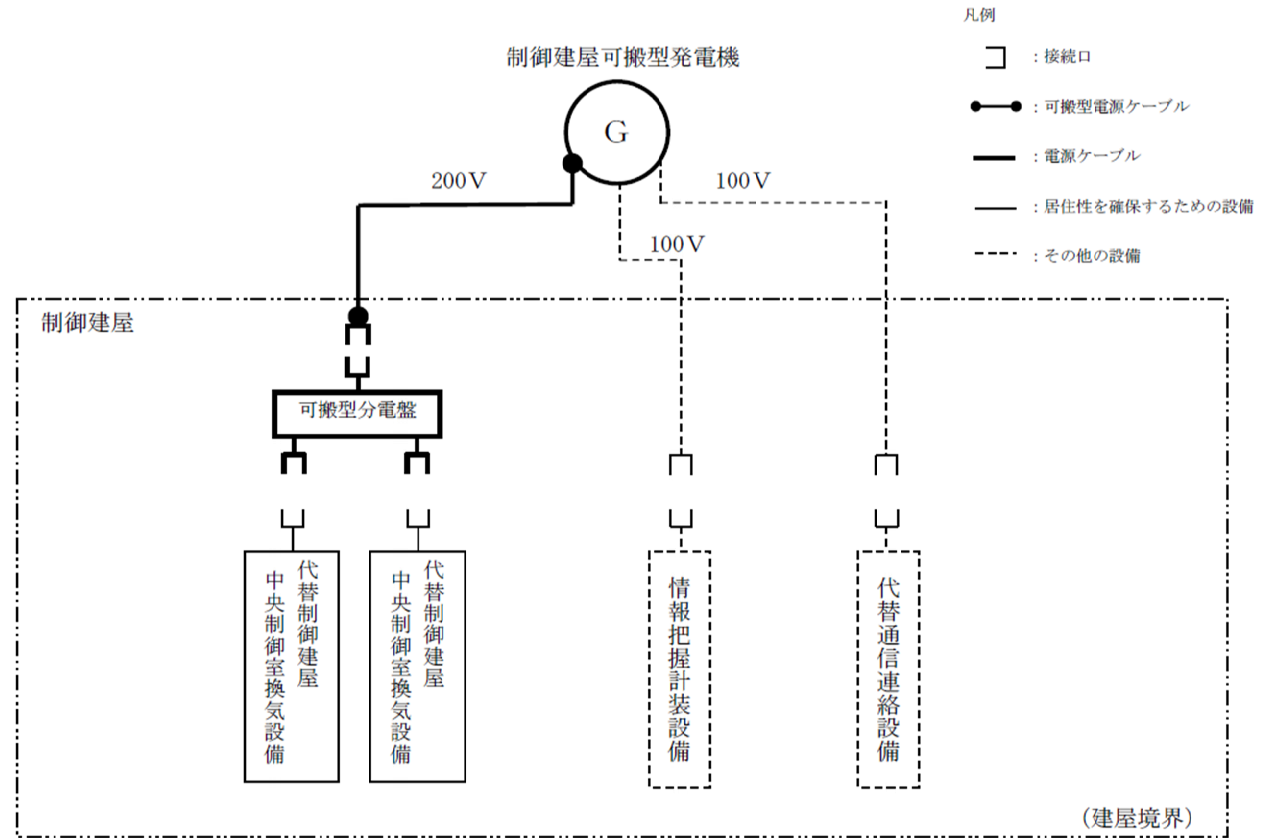 凡例
：接続口
：可搬型電源ケーブル
：電源ケーブル
：居住性を確保するための設備
：その他の設備
制御建屋可搬型発電機
G
200V
100V
100V
制御建屋
可搬型分電盤
代替制御建屋
中央制御室換気設備
代替制御建屋
中央制御室換気設備
情報把握計装設備
代替通信連絡設備
（建屋境界）